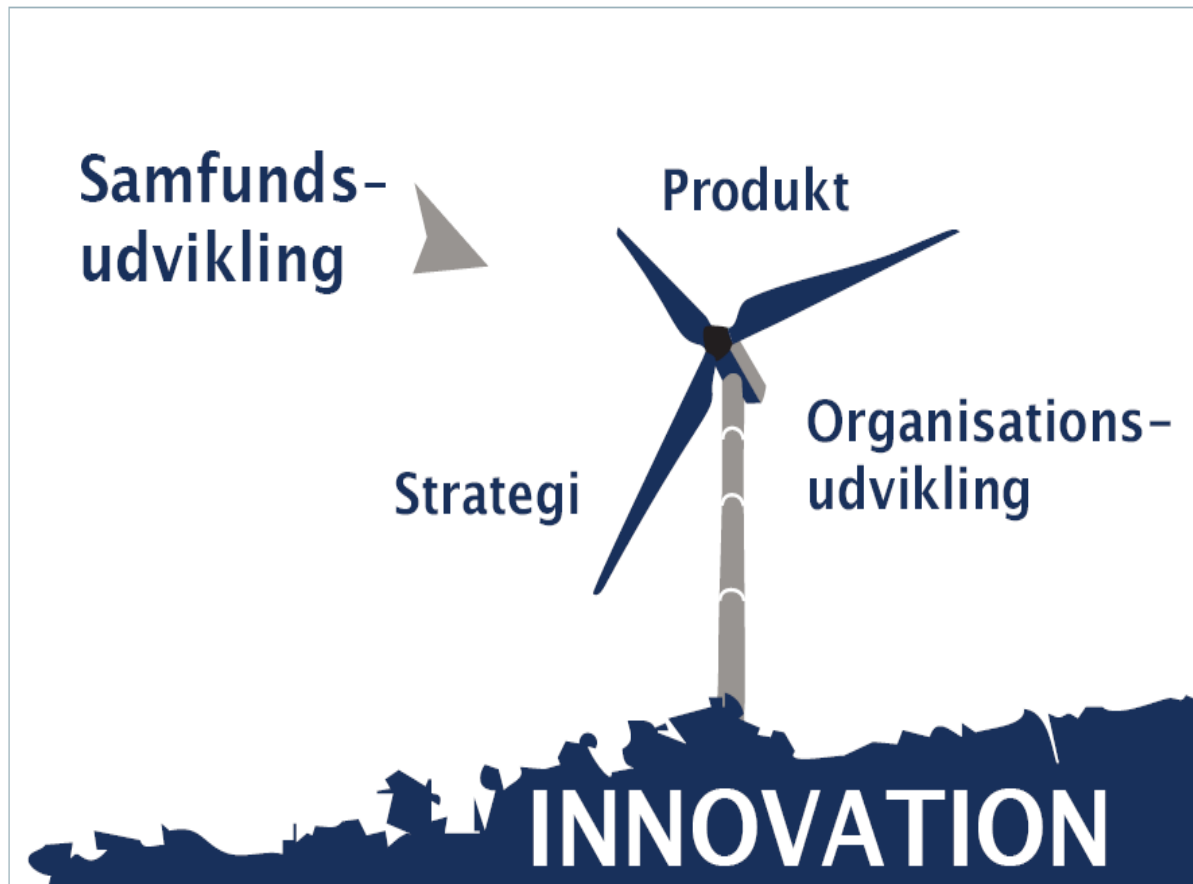 Samfunds-
udvikling
Produkt
Strategi
Organisations-
udvikling
INNOVATION